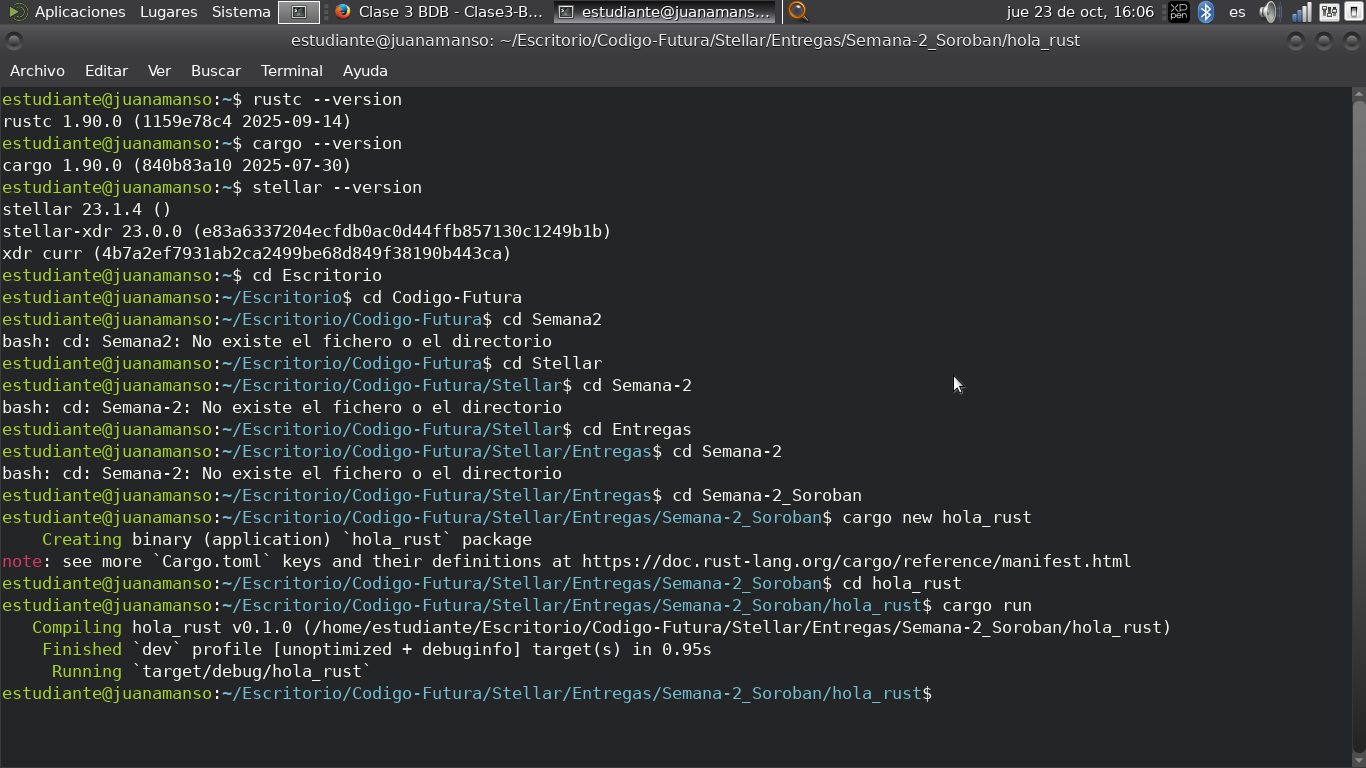 Aplicaciones Lugares Sistema Clase 3 BDB - Clase3-B... estudiante@juanamans... jue 23 de oct, 16:06 XP PEN es
estudiante@juanamanso: ~/Escritorio/Codigo-Futura/Stellar/Entregas/Semana-2_Soroban/hola_rust
Archivo Editar Ver Buscar Terminal Ayuda
estudiante@juanamanso:~$ rustc --version
rustc 1.90.0 (1159e78c4 2025-09-14)
estudiante@juanamanso:~$ cargo --version
cargo 1.90.0 (840b83a10 2025-07-30)
estudiante@juanamanso:~$ stellar --version
stellar 23.1.4 ()
stellar-xdr 23.0.0 (e83a6337204ecfdb0ac0d44ffb857130c1249b1b)
xdr curr (4b7a2ef7931ab2ca2499be68d849f38190b443ca)
estudiante@juanamanso:~$ cd Escritorio
estudiante@juanamanso:~/Escritorio$ cd Codigo-Futura
estudiante@juanamanso:~/Escritorio/Codigo-Futura$ cd Semana2
bash: cd: Semana2: No existe el fichero o el directorio
estudiante@juanamanso:~/Escritorio/Codigo-Futura$ cd Stellar
estudiante@juanamanso:~/Escritorio/Codigo-Futura/Stellar$ cd Semana-2
bash: cd: Semana-2: No existe el fichero o el directorio
estudiante@juanamanso:~/Escritorio/Codigo-Futura/Stellar$ cd Entregas
estudiante@juanamanso:~/Escritorio/Codigo-Futura/Stellar/Entregas$ cd Semana-2
bash: cd: Semana-2: No existe el fichero o el directorio
estudiante@juanamanso:~/Escritorio/Codigo-Futura/Stellar/Entregas$ cd Semana-2_Soroban
estudiante@juanamanso:~/Escritorio/Codigo-Futura/Stellar/Entregas/Semana-2_Soroban$ cargo new hola_rust
    Creating binary (application) `hola_rust` package
note: see more `Cargo.toml` keys and their definitions at https://doc.rust-lang.org/cargo/reference/manifest.html
estudiante@juanamanso:~/Escritorio/Codigo-Futura/Stellar/Entregas/Semana-2_Soroban$ cd hola_rust
estudiante@juanamanso:~/Escritorio/Codigo-Futura/Stellar/Entregas/Semana-2_Soroban/hola_rust$ cargo run
   Compiling hola_rust v0.1.0 (/home/estudiante/Escritorio/Codigo-Futura/Stellar/Entregas/Semana-2_Soroban/hola_rust)
    Finished `dev` profile [unoptimized + debuginfo] target(s) in 0.95s
     Running `target/debug/hola_rust`
estudiante@juanamanso:~/Escritorio/Codigo-Futura/Stellar/Entregas/Semana-2_Soroban/hola_rust$